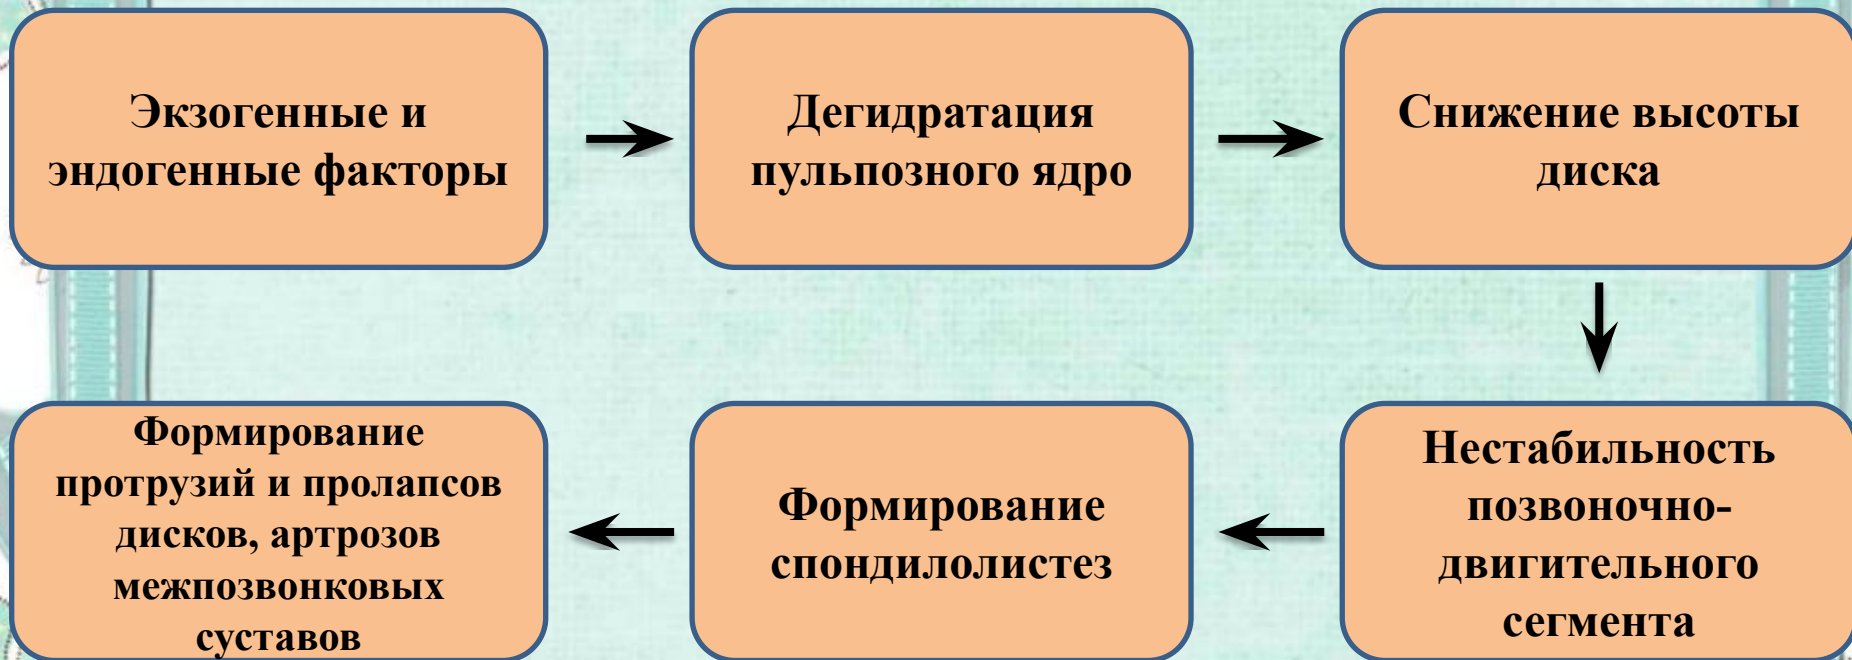 Экзогенные и
эндогенные факторы
Дегидратация
пульпозного ядро
Снижение высоты
диска
Нестабильность
позвоночно-
двигительного
сегмента
Формирование
спондилолистез
Формирование
протрузий и пролапсов
дисков, артрозов
межпозвонковых
суставов